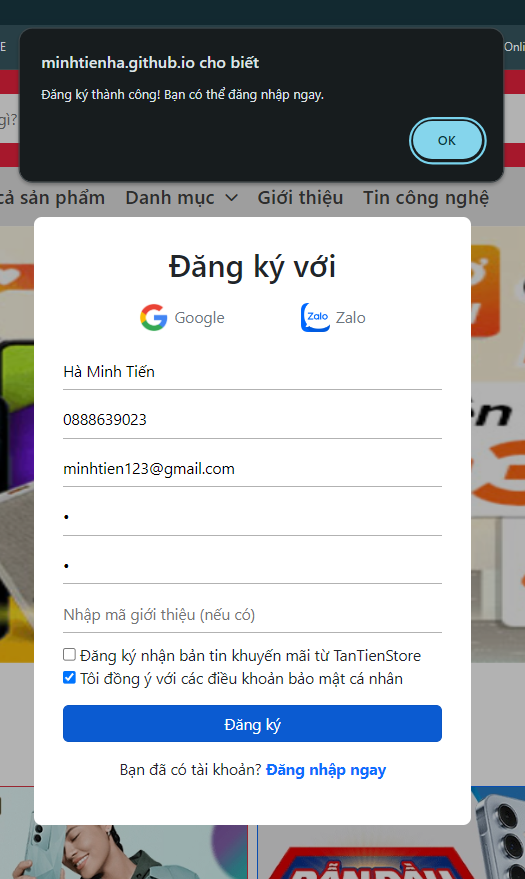 E
Onli
minhtienha.github.io cho biết
Đăng ký thành công! Bạn có thể đăng nhập ngay.
OK
gì?
cả sản phẩm Danh mục Giới thiệu Tin công nghệ
Đăng ký với
Google Zalo Zalo
Hà Minh Tiến
0888639023
minhtien123@gmail.com
•
•
Nhập mã giới thiệu (nếu có)
Đăng ký nhận bản tin khuyến mãi từ TanTienStore
Tôi đồng ý với các điều khoản bảo mật cá nhân
Đăng ký
Bạn đã có tài khoản? Đăng nhập ngay